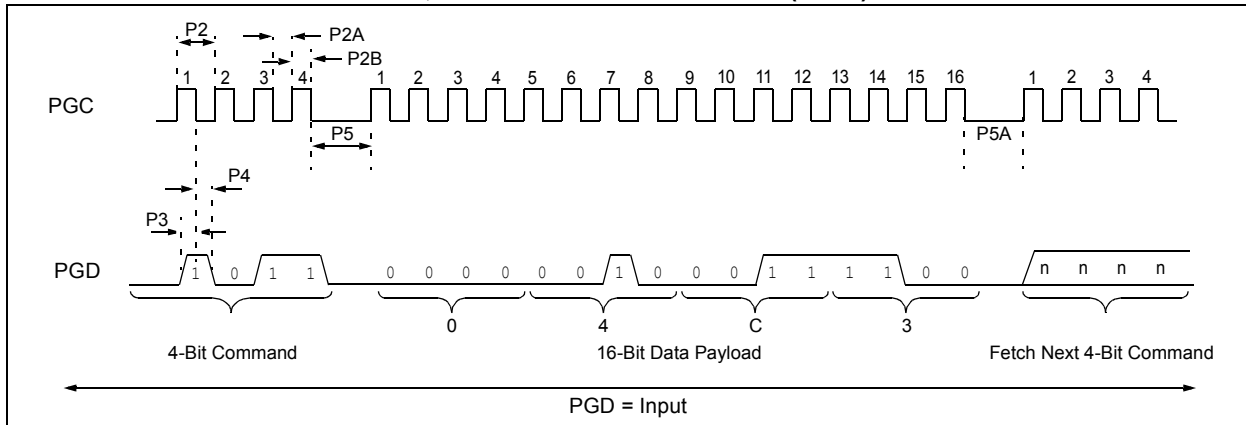 P2
P2A
P2B
1 2 3 4 1 2 3 4 5 6 7 8 9 10 11 12 13 14 15 16 1 2 3 4
PGC
P5
P5A
P4
P3
PGD
1 0 1 1 0 0 0 0 0 0 1 0 0 0 1 1 1 1 0 0 n n n n
0 4 C 3
4-Bit Command
16-Bit Data Payload
Fetch Next 4-Bit Command
PGD = Input